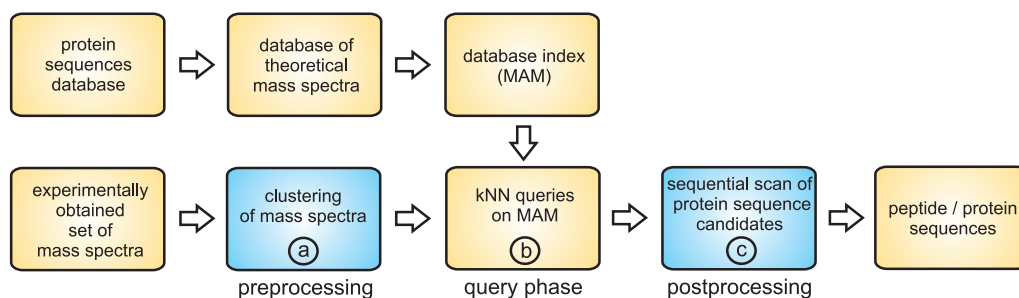 protein
sequences
database
database of
theoretical
mass spectra
database index
(MAM)
experimentally
obtained
set of
mass spectra
clustering
of mass spectra
a
preprocessing
kNN queries
on MAM
b
query phase
sequential scan of
protein sequence
candidates
c
postprocessing
peptide / protein
sequences